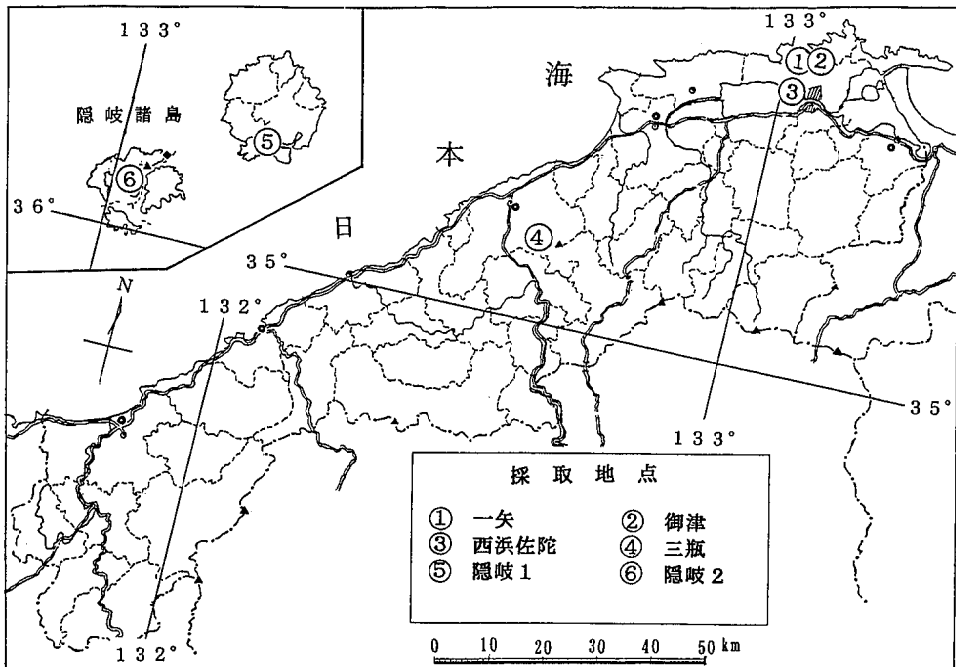 133°
133°
①②
海
③
隠岐諸島
⑤
本
⑥
36°
日
④
35°
N
132°
35°
133°
採取地点
① 一矢 ② 御津
③ 西浜佐陀 ④ 三瓶
⑤ 隠岐1 ⑥ 隠岐2
132°
0 10 20 30 40 50 km